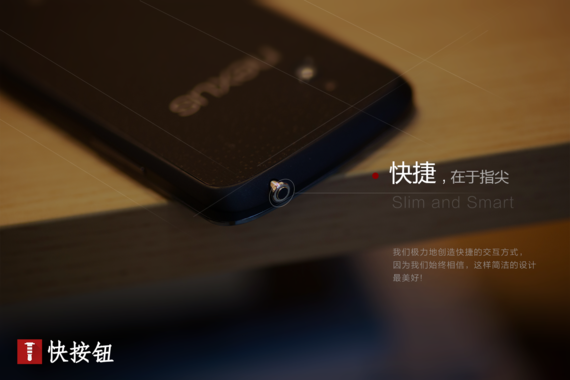 nexus
快捷，在于指尖
Slim and Smart
我们极力地创造快捷的交互方式，
因为我们始终相信，这样简洁的设计
最美好!
快按钮